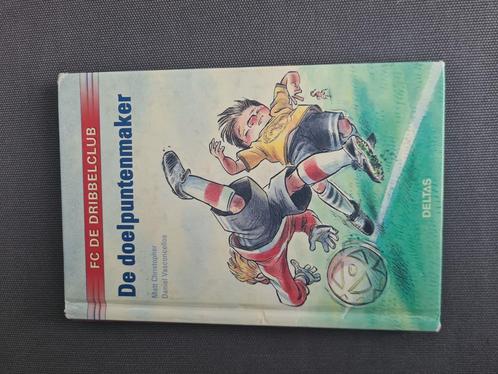 FC DE DRIBBELCLUB
De doelpuntenmaker
Matt Christopher
Daniel Vasconcellos
DELTAS